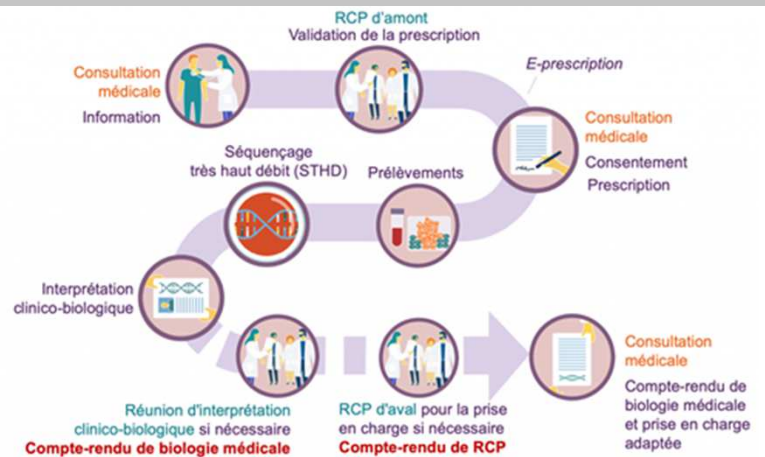 RCP d'amont
Validation de la prescription
Consultation
médicale
Information
E-prescription
Consultation
médicale
Consentement
Prescription
Séquençage
très haut débit (STHD)
Prélèvements
Interprétation
clinico-biologique
Réunion d'interprétation
clinico-biologique si nécessaire
Compte-rendu de biologie médicale
RCP d'aval pour la prise
en charge si nécessaire
Compte-rendu de RCP
Consultation
médicale
Compte-rendu de
biologie médicale
et prise en charge
adaptée